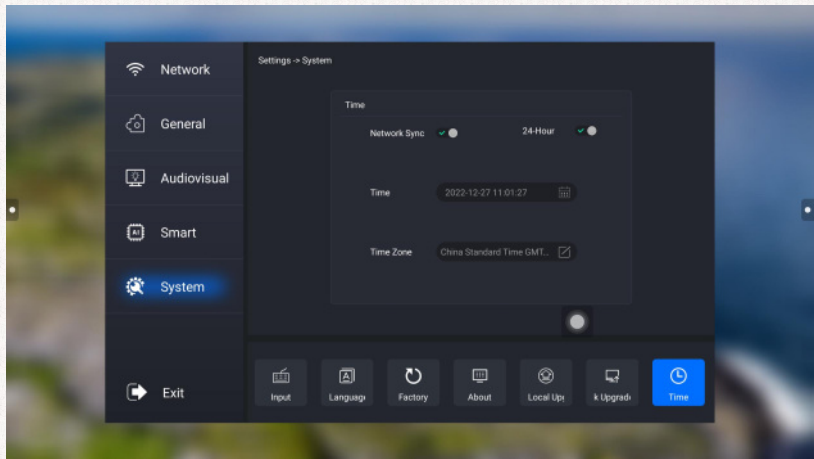 Network
General
Audiovisual
AI
Smart
System
Exit
Settings -> System
Time
Network Sync
24-Hour
Time
2022-12-27 11:01:27
Time Zone
China Standard Time GMT...
Input
A
Languag
Factory
About
Local Up
k Upgrad
Time